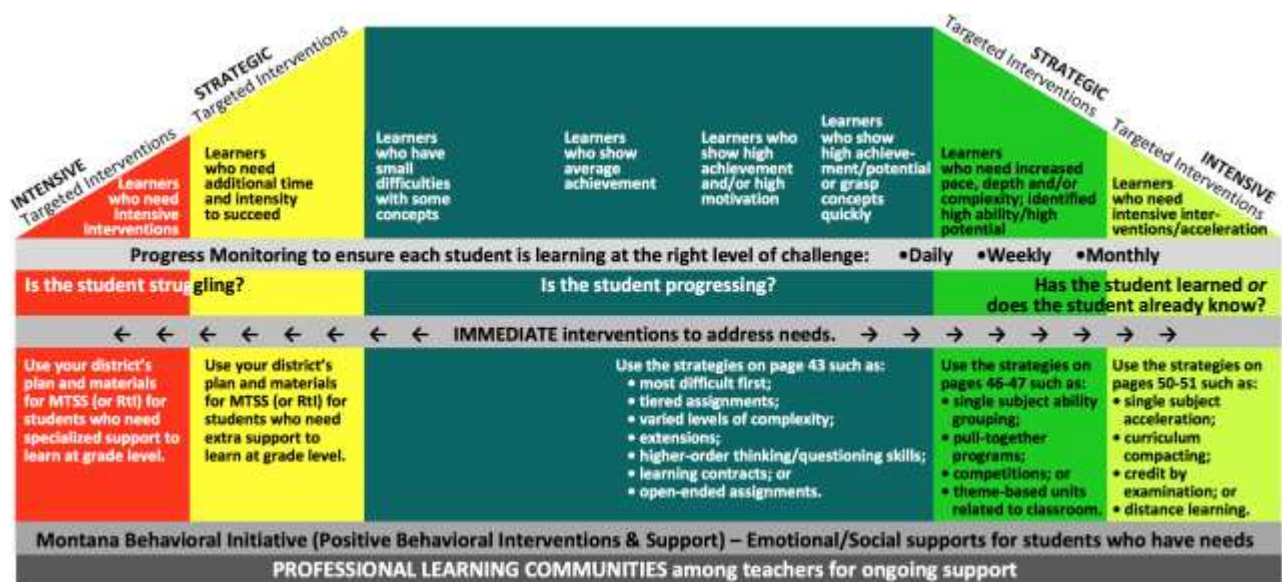 INTENSIVE
Targeted Interventions
STRATEGIC
Targeted Interventions
Targeted Interventions
STRATEGIC
Targeted Interventions
INTENSIVE
Learners
who need
intensive
interventions
Learners
who need
additional time
and intensity
to succeed
Learners
who have
small
difficulties
with some
concepts
Learners
who show
average
achievement
Learners who
show high
achievement
and/or high
motivation
Learners
who show
high achieve-
ment/potential
or grasp
concepts
quickly
Learners
who need increased
pace, depth and/or
complexity; identified
high ability/high
potential
Learners
who need
intensive inter-
ventions/acceleration
Progress Monitoring to ensure each student is learning at the right level of challenge: •Daily •Weekly •Monthly
Is the student struggling?
Is the student progressing?
Has the student learned or
does the student already know?
← ← ← ← ← ← ← ← IMMEDIATE interventions to address needs. → → → → → → → →
Use your district's
plan and materials
for MTSS (or RtI) for
students who need
specialized support to
learn at grade level.
Use your district's
plan and materials
for MTSS (or RtI) for
students who need
extra support to
learn at grade level.
Use the strategies on page 43 such as:
• most difficult first;
• tiered assignments;
• varied levels of complexity;
• extensions;
• higher-order thinking/questioning skills;
• learning contracts; or
• open-ended assignments.
Use the strategies on
pages 46-47 such as:
• single subject ability
grouping;
• pull-together
programs;
• competitions; or
• theme-based units
related to classroom.
Use the strategies on
pages 50-51 such as:
• single subject
acceleration;
• curriculum
compacting;
• credit by
examination; or
• distance learning.
Montana Behavioral Initiative (Positive Behavioral Interventions & Support) – Emotional/Social supports for students who have needs
PROFESSIONAL LEARNING COMMUNITIES among teachers for ongoing support